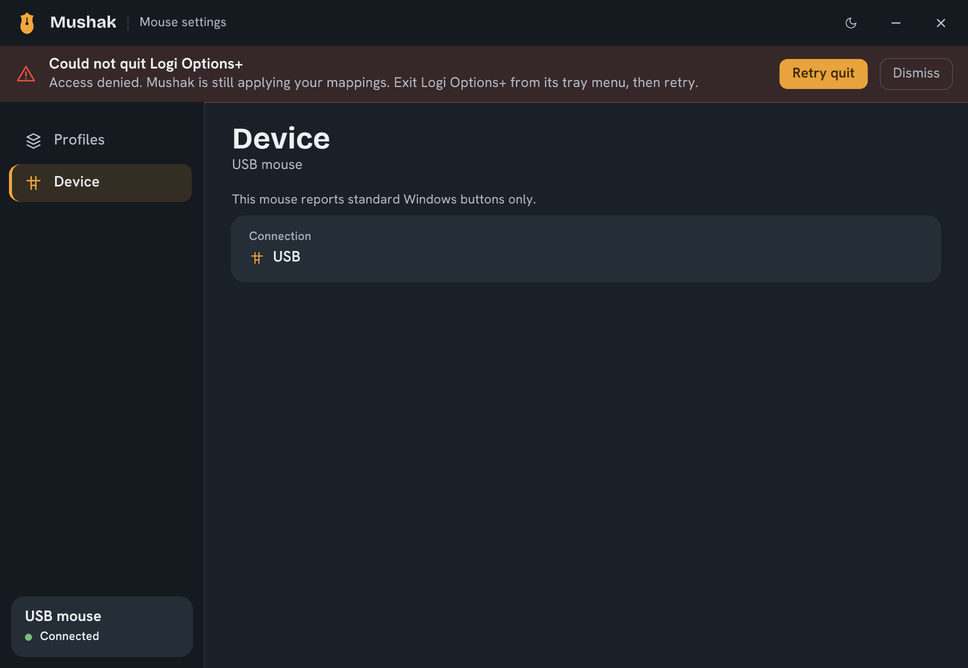 Mushak
Mouse settings
Could not quit Logi Options+
Access denied. Mushak is still applying your mappings. Exit Logi Options+ from its tray menu, then retry.
Retry quit
Dismiss
Profiles
Device
Device
USB mouse
This mouse reports standard Windows buttons only.
Connection
USB
USB mouse
Connected